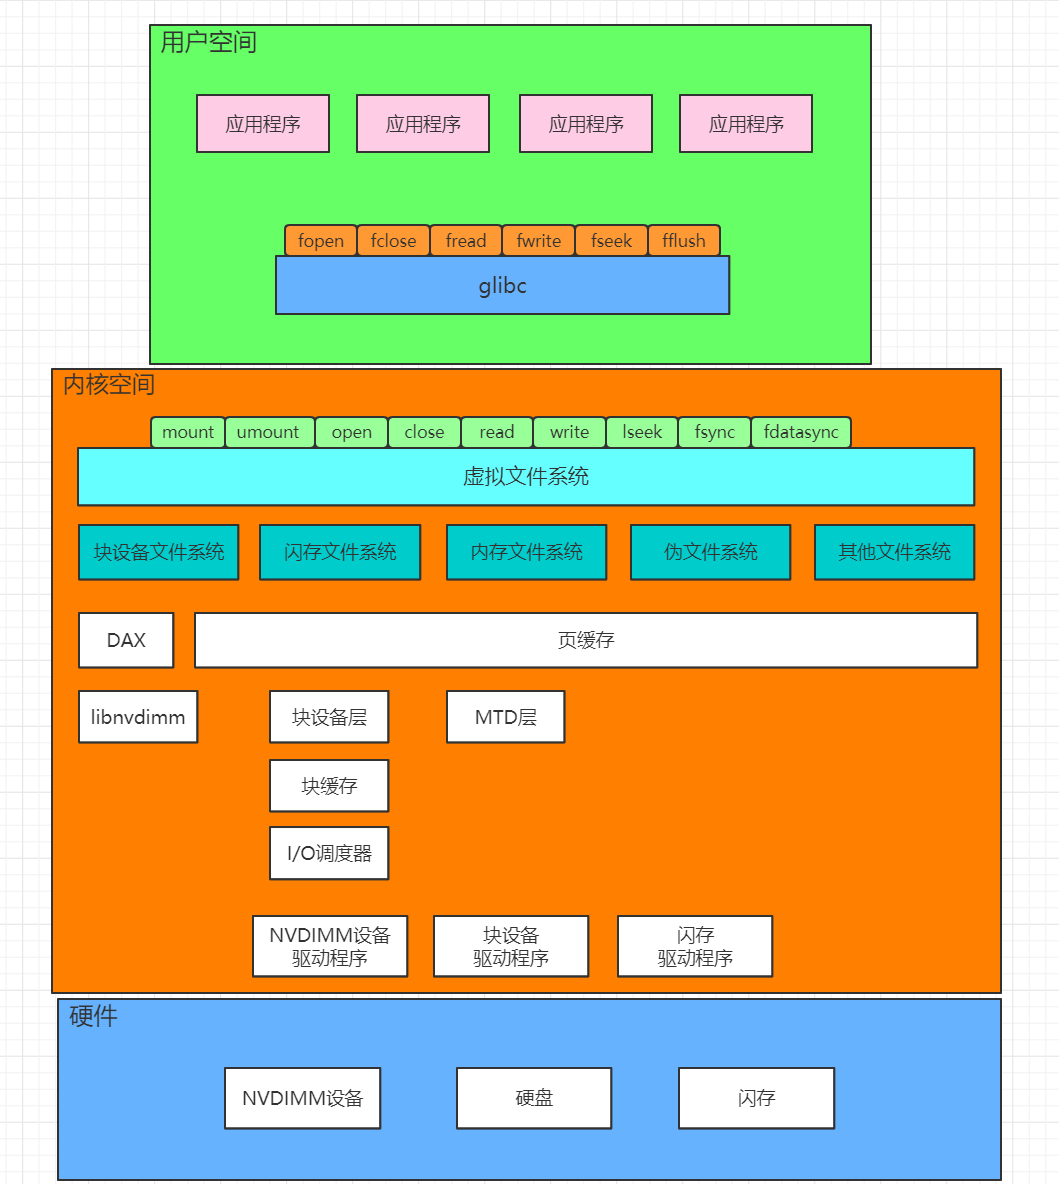 用户空间
应用程序 应用程序 应用程序 应用程序
fopen fclose fread fwrite fseek fflush
glibc
内核空间
mount umount open close read write lseek fsync fdatasync
虚拟文件系统
块设备文件系统 闪存文件系统 内存文件系统 伪文件系统 其他文件系统
DAX 页缓存
libnvdimm 块设备层 MTD层
块缓存
I/O调度器
NVDIMM设备 块设备 闪存
驱动程序 驱动程序 驱动程序
硬件
NVDIMM设备 硬盘 闪存